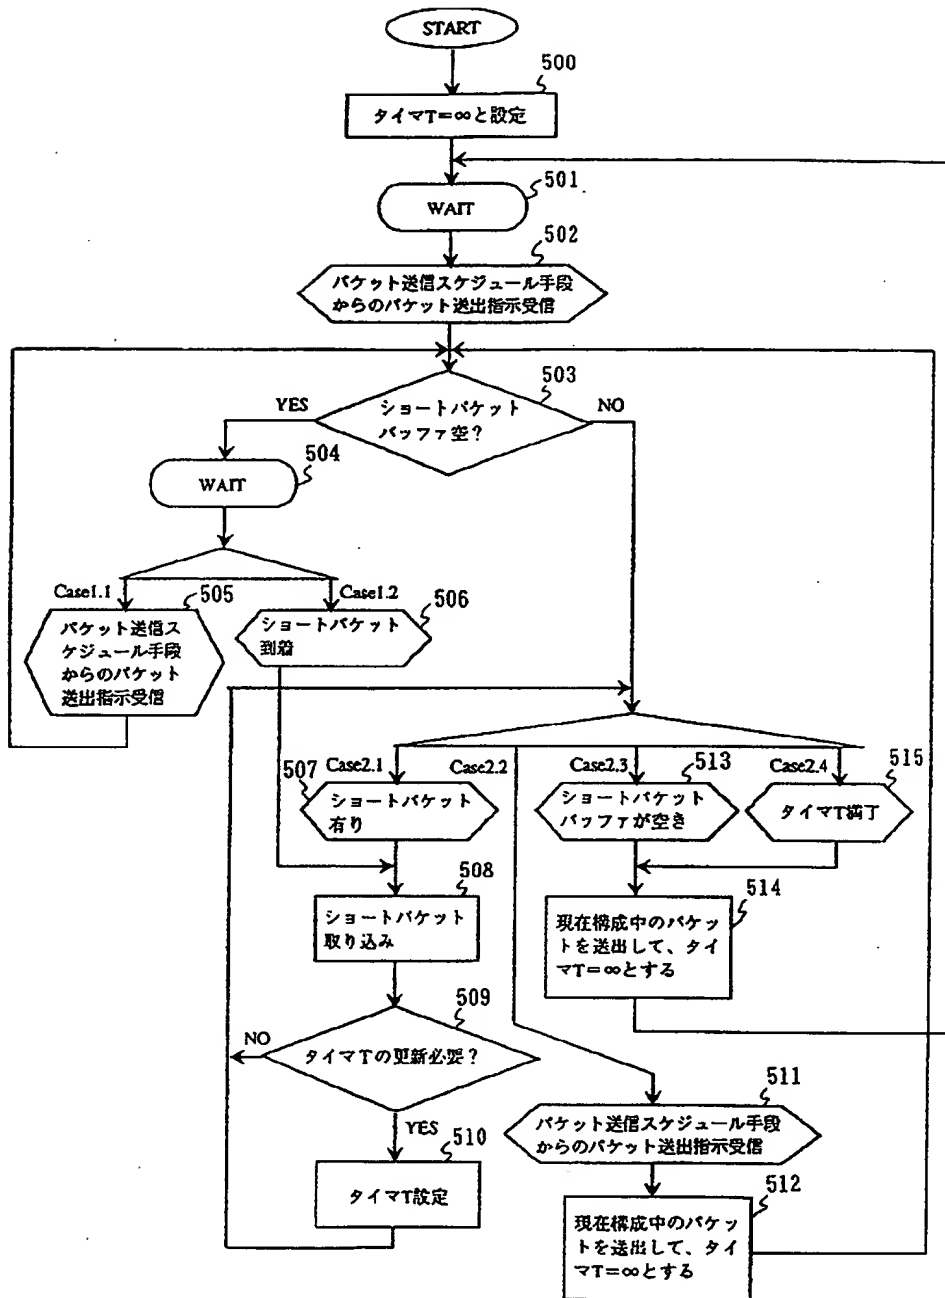 START
500
タイマT=∞と設定
501
WAIT
502
パケット送信スケジュール手段
からのパケット送出指示受信
503
YES
ショートパケット
バッファ空?
NO
504
WAIT
Case1.1
505
パケット送信ス
ケジュール手段
からのパケット
送出指示受信
Case1.2
506
ショートパケット
到着
Case2.1
507
ショートパケット
有り
Case2.2
Case2.3
513
ショートパケット
バッファが空き
Case2.4
515
タイマT満了
508
ショートパケット
取り込み
514
現在構成中のパケッ
トを送出して、タイ
マT=∞とする
509
NO
タイマTの更新必要?
YES
510
タイマT設定
511
パケット送信スケジュール手段
からのパケット送出指示受信
512
現在構成中のパケッ
トを送出して、タイ
マT=∞とする